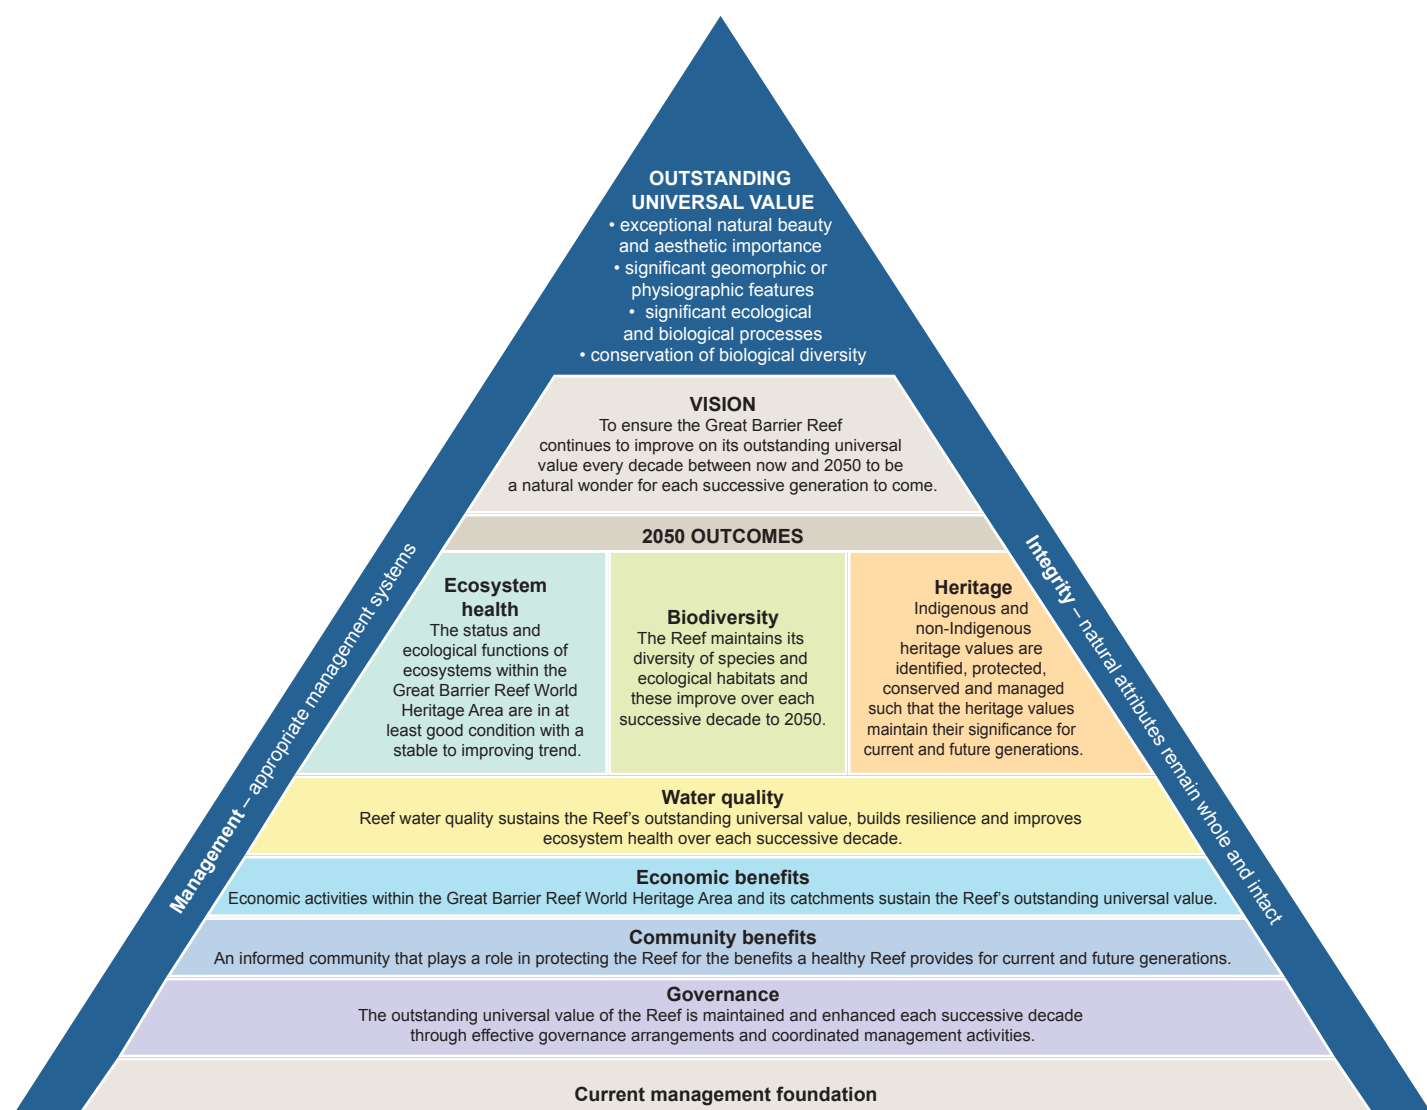 OUTSTANDING
UNIVERSAL VALUE
• exceptional natural beauty
and aesthetic importance
• significant geomorphic or
physiographic features
• significant ecological
and biological processes
• conservation of biological diversity
VISION
To ensure the Great Barrier Reef
continues to improve on its outstanding universal
value every decade between now and 2050 to be
a natural wonder for each successive generation to come.
Management – appropriate management systems
Integrity – natural attributes remain whole and intact
2050 OUTCOMES
Ecosystem
health
The status and
ecological functions of
ecosystems within the
Great Barrier Reef World
Heritage Area are in at
least good condition with a
stable to improving trend.
Biodiversity
The Reef maintains its
diversity of species and
ecological habitats and
these improve over each
successive decade to 2050.
Heritage
Indigenous and
non-Indigenous
heritage values are
identified, protected,
conserved and managed
such that the heritage values
maintain their significance for
current and future generations.
Water quality
Reef water quality sustains the Reef's outstanding universal value, builds resilience and improves
ecosystem health over each successive decade.
Economic benefits
Economic activities within the Great Barrier Reef World Heritage Area and its catchments sustain the Reef's outstanding universal value.
Community benefits
An informed community that plays a role in protecting the Reef for the benefits a healthy Reef provides for current and future generations.
Governance
The outstanding universal value of the Reef is maintained and enhanced each successive decade
through effective governance arrangements and coordinated management activities.
Current management foundation